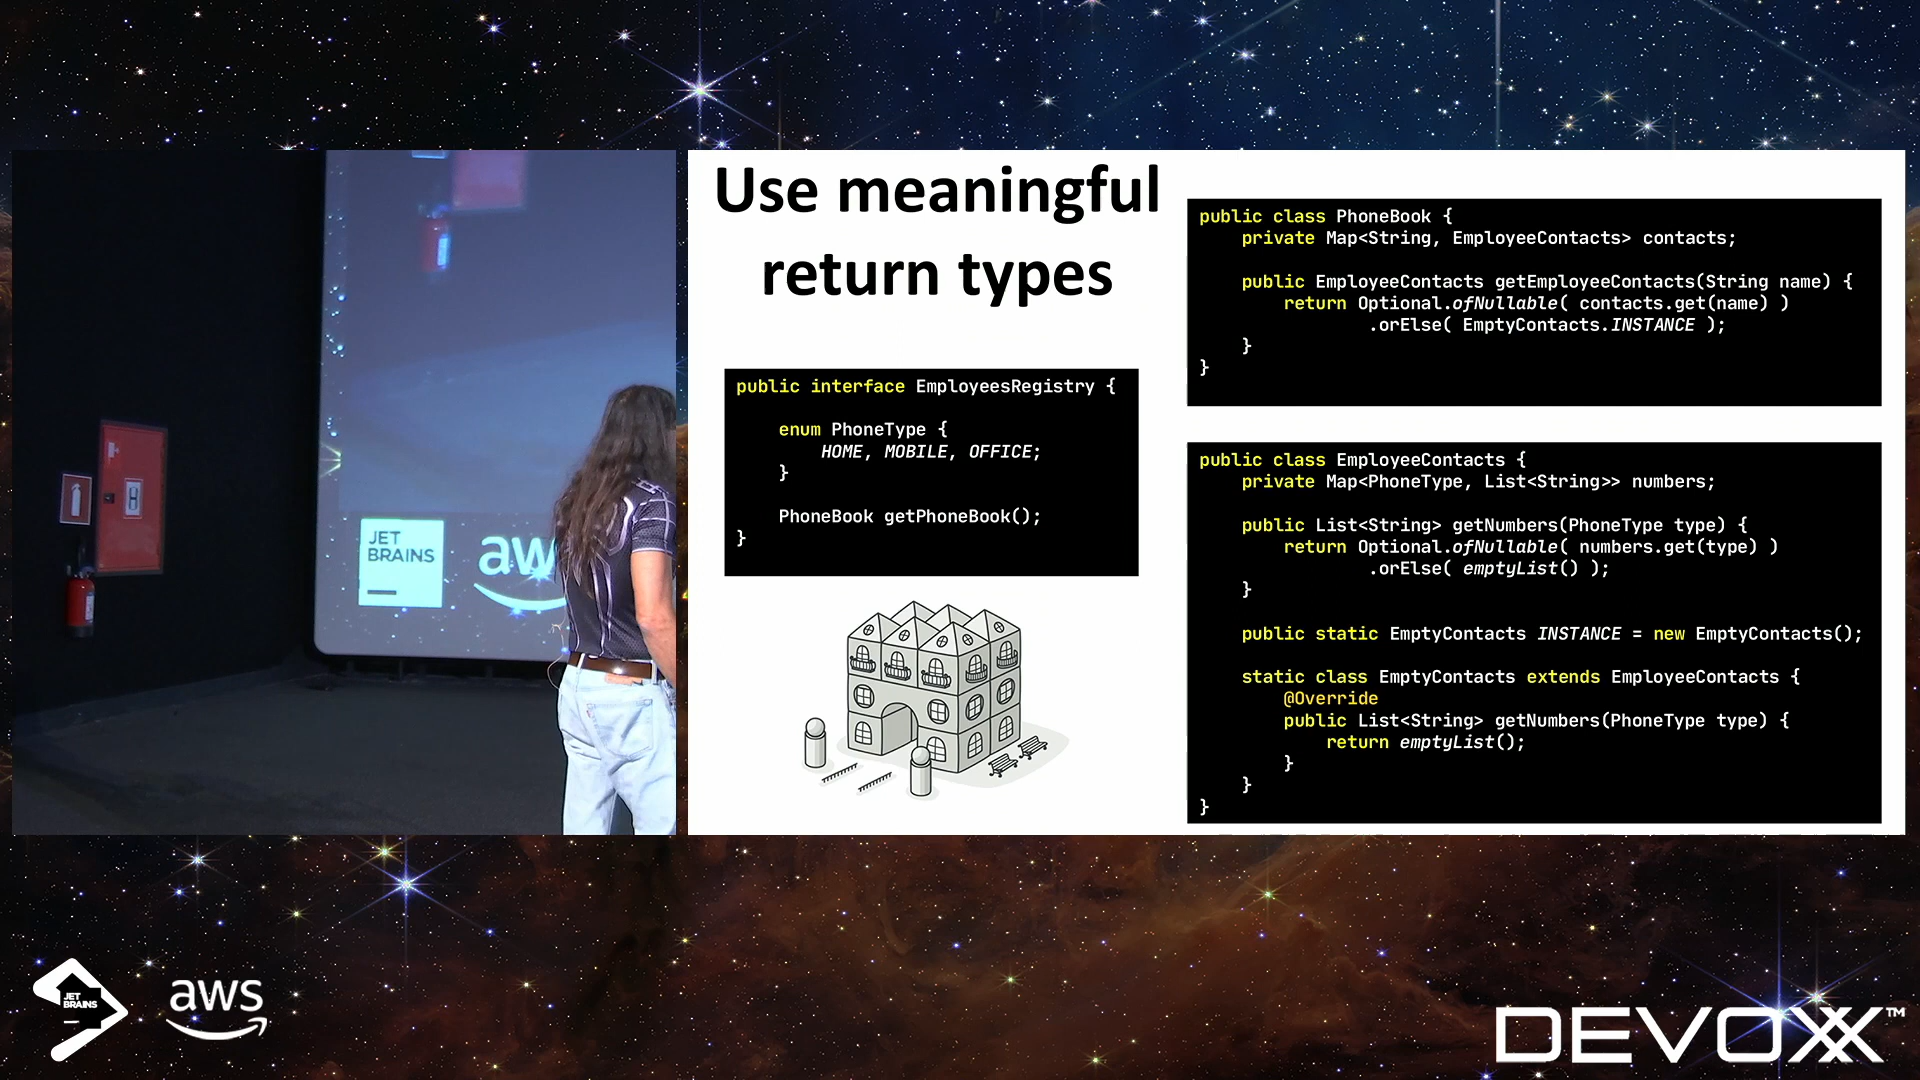 Use meaningful
return types
public interface EmployeesRegistry {
    enum PhoneType {
        HOME, MOBILE, OFFICE;
    }
    PhoneBook getPhoneBook();
}
public class PhoneBook {
    private Map<String, EmployeeContacts> contacts;
    public EmployeeContacts getEmployeeContacts(String name) {
        return Optional.ofNullable( contacts.get(name) )
                .orElse( EmptyContacts.INSTANCE );
    }
}
public class EmployeeContacts {
    private Map<PhoneType, List<String>> numbers;
    public List<String> getNumbers(PhoneType type) {
        return Optional.ofNullable( numbers.get(type) )
                .orElse( emptyList() );
    }
    public static EmptyContacts INSTANCE = new EmptyContacts();
    static class EmptyContacts extends EmployeeContacts {
        @Override
        public List<String> getNumbers(PhoneType type) {
            return emptyList();
        }
    }
}
JET
BRAINS
aw
JET
BRAINS
aws
DEVOXX™